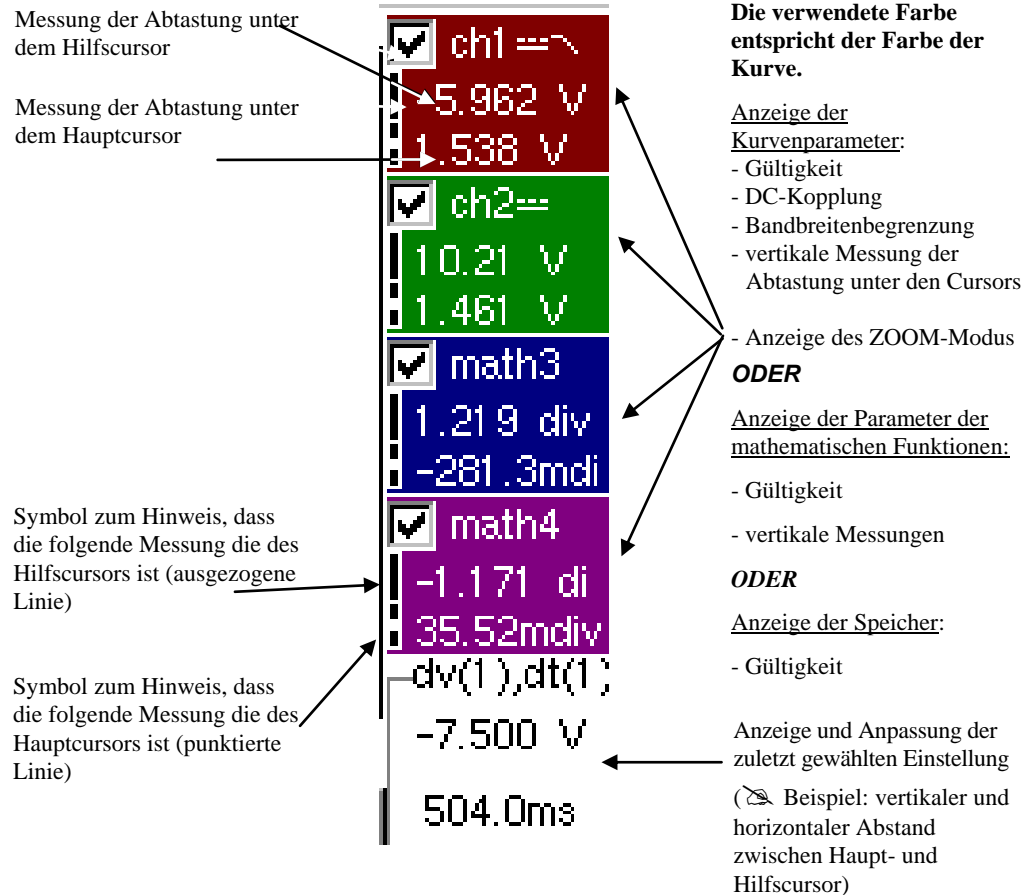 Messung der Abtastung unter
dem Hilfscursor
Messung der Abtastung unter
dem Hauptcursor
Symbol zum Hinweis, dass
die folgende Messung die des
Hilfscursors ist (ausgezogene
Linie)
Symbol zum Hinweis, dass
die folgende Messung die des
Hauptcursors ist (punktierte
Linie)
ch1
-5.962 V
1.538 V
ch2
10.21 V
1.461 V
math3
1.219 div
-281.3mdi
math4
-1.171 di
35.52mdiv
dv(1),dt(1)
-7.500 V
504.0ms
Die verwendete Farbe
entspricht der Farbe der
Kurve.
Anzeige der
Kurvenparameter:
- Gültigkeit
- DC-Kopplung
- Bandbreitenbegrenzung
- vertikale Messung der
Abtastung unter den Cursors
- Anzeige des ZOOM-Modus
ODER
Anzeige der Parameter der
mathematischen Funktionen:
- Gültigkeit
- vertikale Messungen
ODER
Anzeige der Speicher:
- Gültigkeit
Anzeige und Anpassung der
zuletzt gewählten Einstellung
(✍ Beispiel: vertikaler und
horizontaler Abstand
zwischen Haupt- und
Hilfscursor)